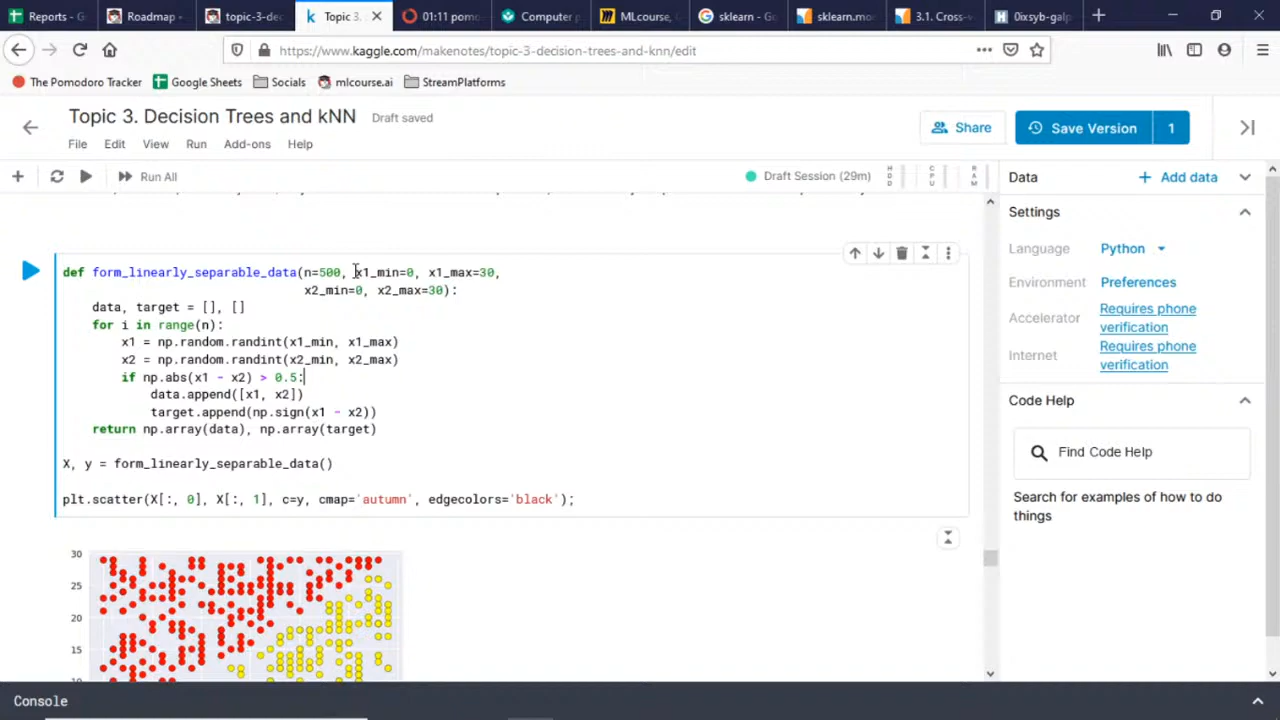 Reports - G
Roadmap -
topic-3-dec
Topic 3.
01:11 pomo
Computer p
MLcourse,
sklearn - Go
sklearn.mo
3.1. Cross-v
0ixsyb-galp
https://www.kaggle.com/makenotes/topic-3-decision-trees-and-knn/edit
The Pomodoro Tracker
Google Sheets
Socials
mlcourse.ai
StreamPlatforms
Topic 3. Decision Trees and kNN
Draft saved
Share
Save Version
1
File
Edit
View
Run
Add-ons
Help
Run All
Draft Session (29m)
HDD
CPU
RAM
def form_linearly_separable_data(n=500, x1_min=0, x1_max=30,
x2_min=0, x2_max=30):
data, target = [], []
for i in range(n):
x1 = np.random.randint(x1_min, x1_max)
x2 = np.random.randint(x2_min, x2_max)
if np.abs(x1 - x2) > 0.5:
data.append([x1, x2])
target.append(np.sign(x1 - x2))
return np.array(data), np.array(target)
X, y = form_linearly_separable_data()
plt.scatter(X[:, 0], X[:, 1], c=y, cmap='autumn', edgecolors='black');
30
25
20
15
10
Data
Add data
Settings
Language
Python
Environment
Preferences
Accelerator
Requires phone
verification
Internet
Requires phone
verification
Code Help
Find Code Help
Search for examples of how to do
things
Console